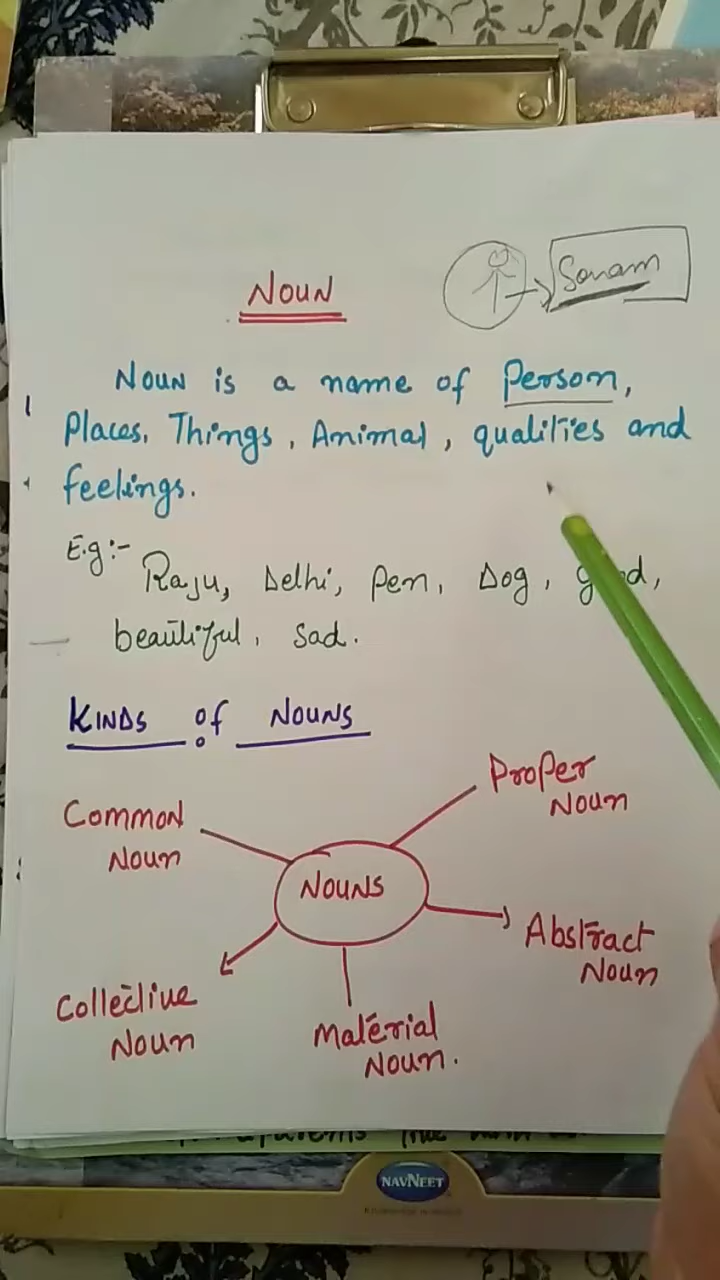 NOUN
Sonam
NOUN is a name of Person,
Places, Things, Animal, qualities and
feelings.
E.g:-
Raju, Delhi, Pen, Dog,
beautiful, sad.
KINDS of NOUNS
Proper
Noun
Common
Noun
NOUNS
Abstract
Noun
Collective
Noun
Material
Noun.
NAVNEET